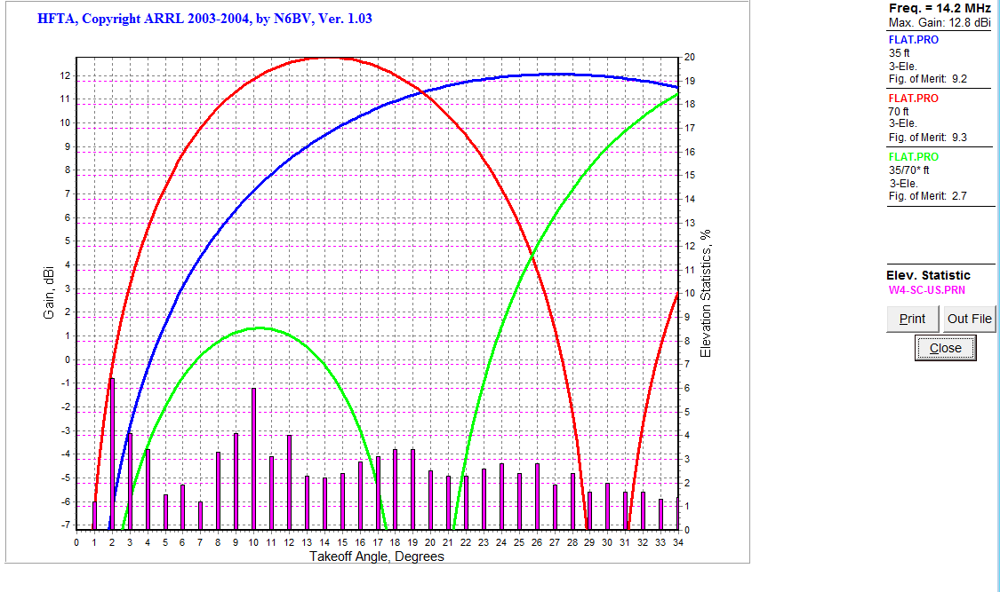 HFTA, Copyright ARRL 2003-2004, by N6BV, Ver. 1.03
Freq. = 14.2 MHz
Max. Gain: 12.8 dBi
FLAT.PRO
35 ft
3-Ele.
Fig. of Merit: 9.2
FLAT.PRO
70 ft
3-Ele.
Fig. of Merit: 9.3
FLAT.PRO
35/70* ft
3-Ele.
Fig. of Merit: 2.7
Elev. Statistic
W4-SC-US.PRN
Print Out File
Close
Gain, dBi
12
11
10
9
8
7
6
5
4
3
2
1
0
-1
-2
-3
-4
-5
-6
-7
20
19
18
17
16
15
14
13
12
11
10
9
8
7
6
5
4
3
2
1
0
Elevation Statistics, %
0 1 2 3 4 5 6 7 8 9 10 11 12 13 14 15 16 17 18 19 20 21 22 23 24 25 26 27 28 29 30 31 32 33 34
Takeoff Angle, Degrees